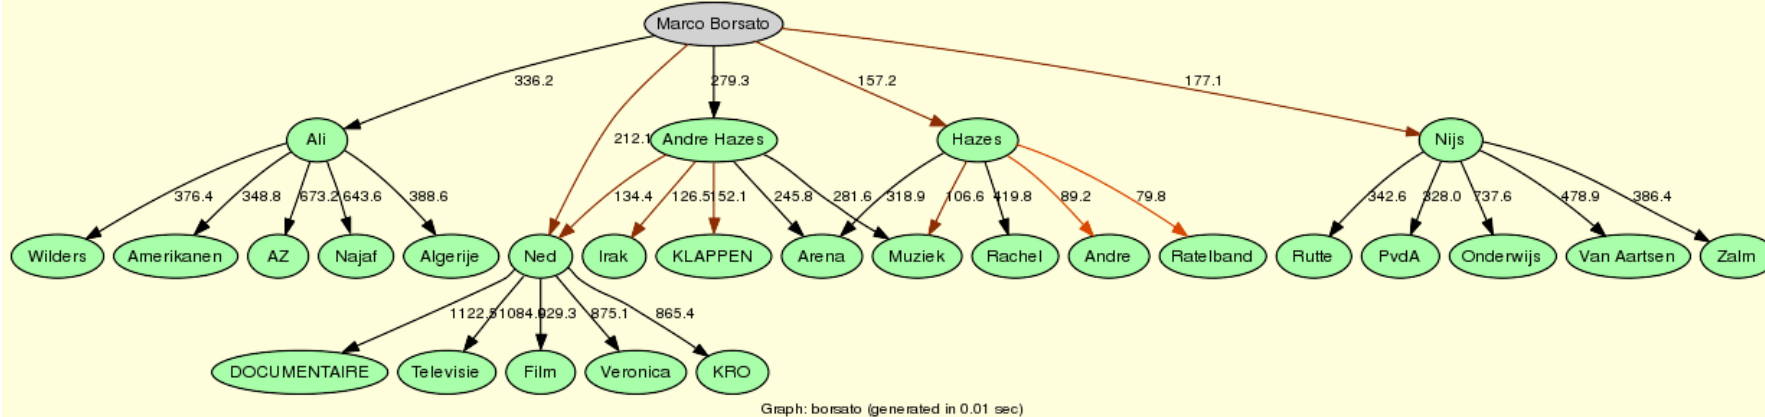 Marco Borsato
336.2 279.3 157.2 177.1
Ali Andre Hazes Hazes Nijs
212.1
376.4 348.8 673.2 643.6 388.6 134.4 126.5 152.1 245.8 281.6 318.9 106.6 419.8 89.2 79.8 342.6 328.0 737.6 478.9 386.4
Wilders Amerikanen AZ Najaf Algerije Ned Irak KLAPPEN Arena Muziek Rachel Andre Ratelband Rutte PvdA Onderwijs Van Aartsen Zalm
1122.5 1084. 929.3 875.1 865.4
DOCUMENTAIRE Televisie Film Veronica KRO
Graph: borsato (generated in 0.01 sec)